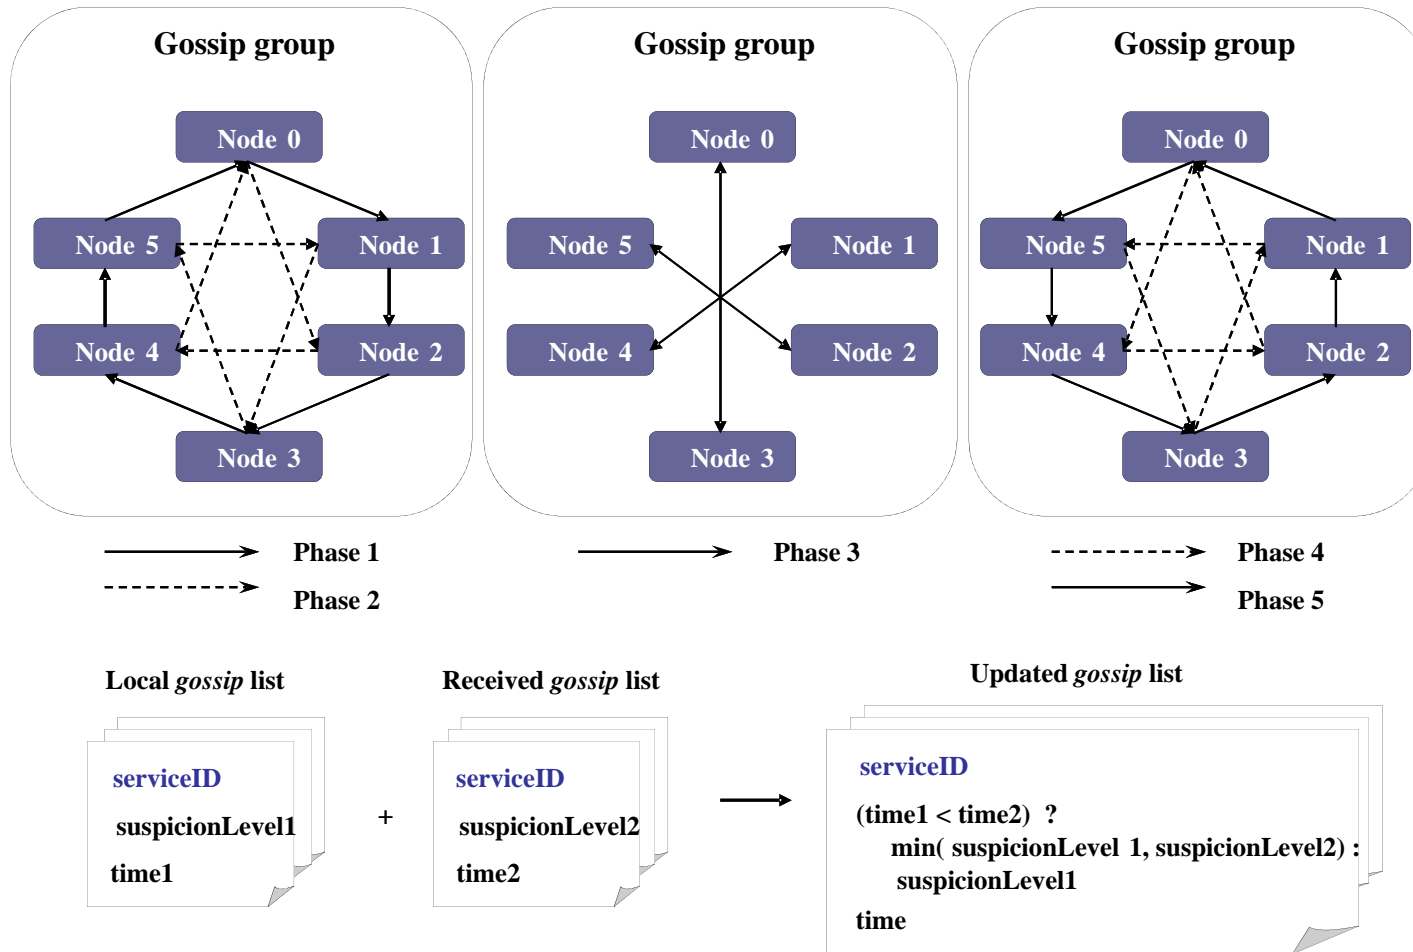 Gossip group
Node 0
Node 5
Node 1
Node 4
Node 2
Node 3
Gossip group
Node 0
Node 5
Node 1
Node 4
Node 2
Node 3
Gossip group
Node 0
Node 5
Node 1
Node 4
Node 2
Node 3
Phase 1
Phase 2
Phase 3
Phase 4
Phase 5
Local gossip list
serviceID
suspicionLevel1
time1
+
Received gossip list
serviceID
suspicionLevel2
time2
Updated gossip list
serviceID
(time1 < time2) ?
min( suspicionLevel 1, suspicionLevel2) :
suspicionLevel1
time